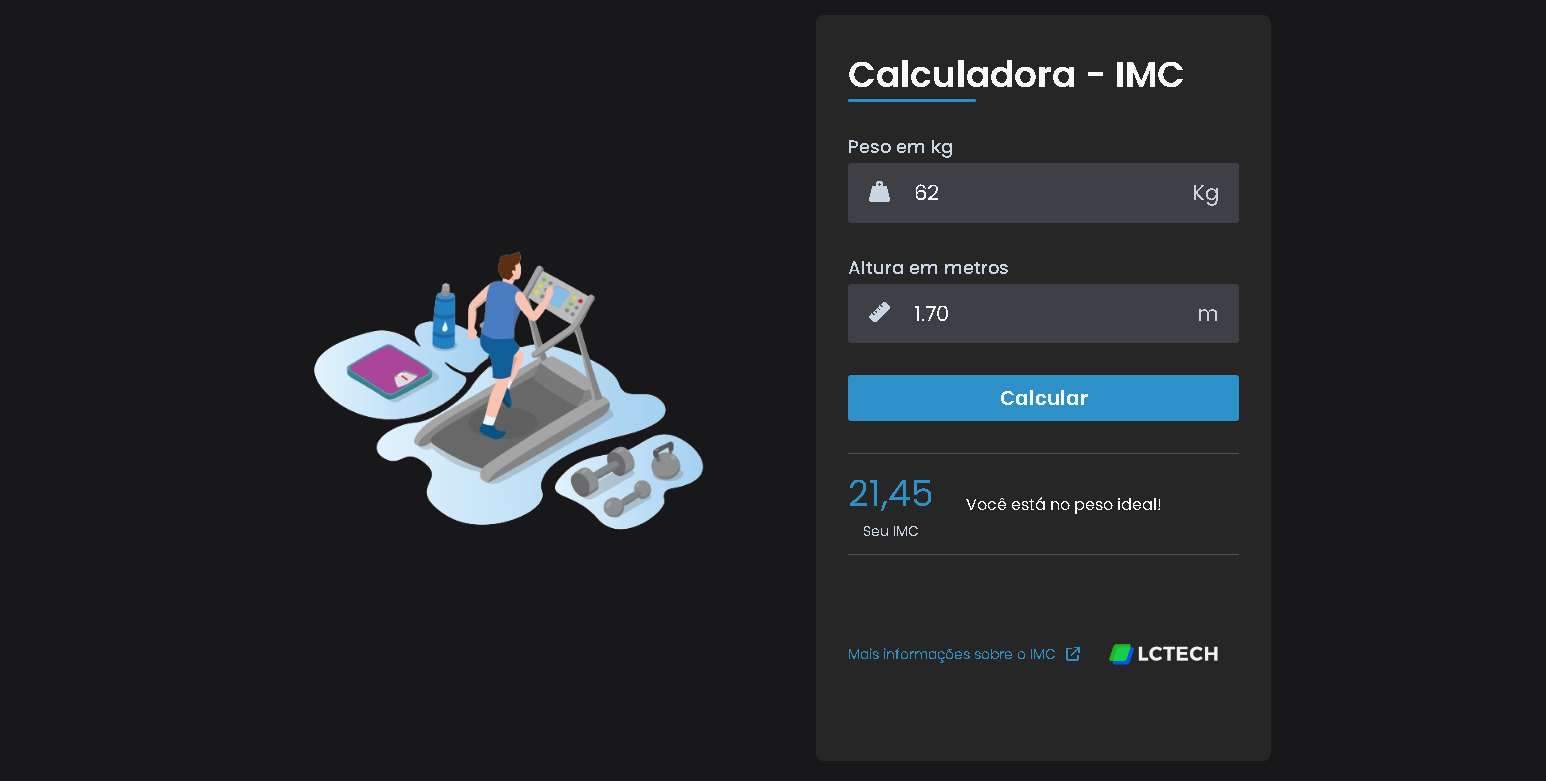 Calculadora - IMC
Peso em kg
62 Kg
Altura em metros
1.70 m
Calcular
21,45
Você está no peso ideal!
Seu IMC
Mais informações sobre o IMC
LCTECH